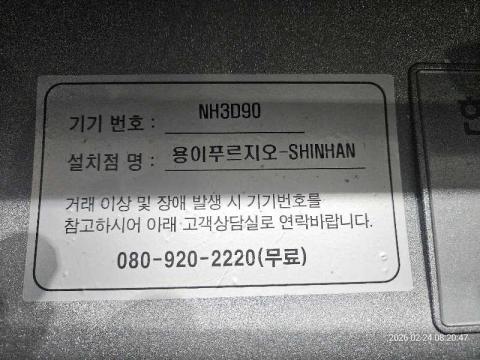 기기 번호 : NH3D90
설치점 명 : 용이푸르지오-SHINHAN
거래 이상 및 장애 발생 시 기기번호를
참고하시어 아래 고객상담실로 연락바랍니다.
080-920-2220(무료)
2026-02-24 08:20:47